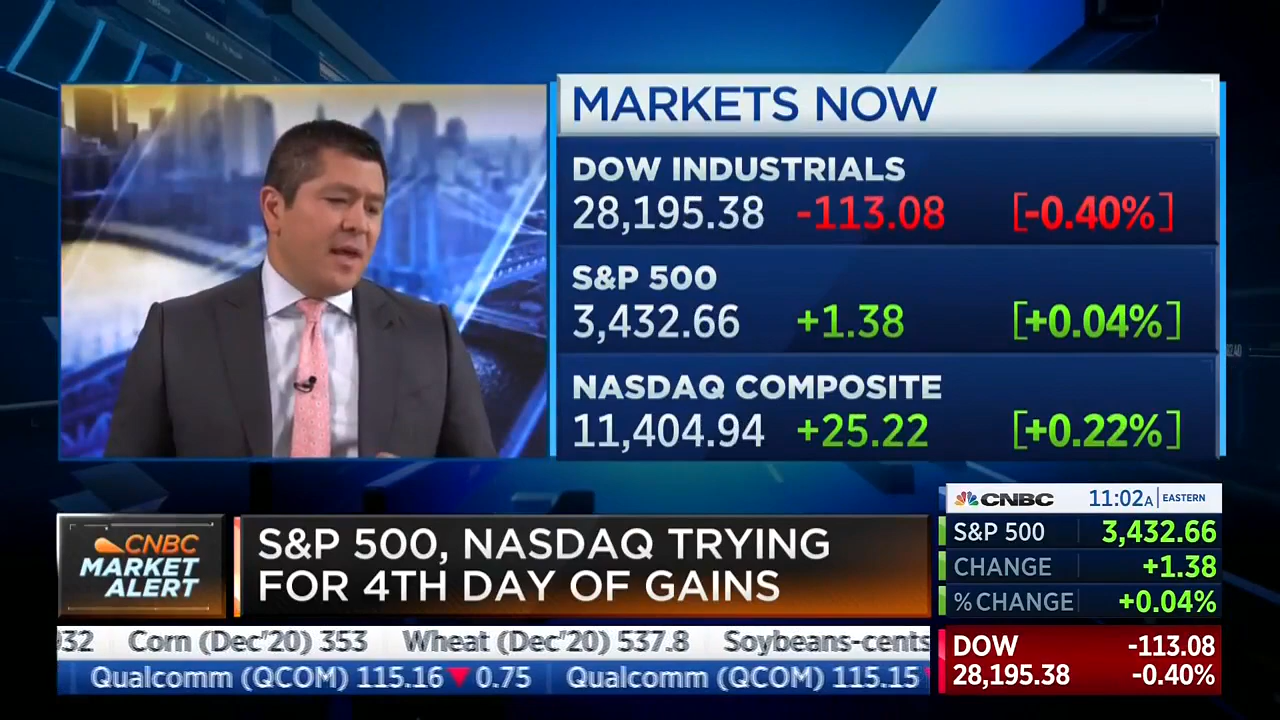 MARKETS NOW
DOW INDUSTRIALS
28,195.38 -113.08 [-0.40%]
S&P 500
3,432.66 +1.38 [+0.04%]
NASDAQ COMPOSITE
11,404.94 +25.22 [+0.22%]
CNBC 11:02A EASTERN
S&P 500 3,432.66
CHANGE +1.38
% CHANGE +0.04%
DOW -113.08
28,195.38 -0.40%
CNBC
MARKET
ALERT
S&P 500, NASDAQ TRYING
FOR 4TH DAY OF GAINS
932 Corn (Dec'20) 353 Wheat (Dec'20) 537.8 Soybeans-cents
Qualcomm (QCOM) 115.16 ▼ 0.75 Qualcomm (QCOM) 115.15